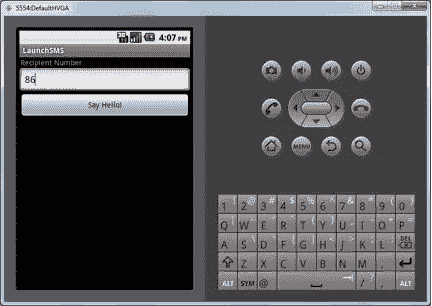 5554:DefaultHVGA
4:07 PM
LaunchSMS
Recipient Number
86
Say Hello!
MENU
1 ! 2 @ 3 # 4 $ 5 % 6 ^ 7 & 8 * 9 ( 0 )
Q W E R T Y U I O P
A S D F G H J K L DEL
Z X C V B N M .
ALT SYM @ / ? , ALT